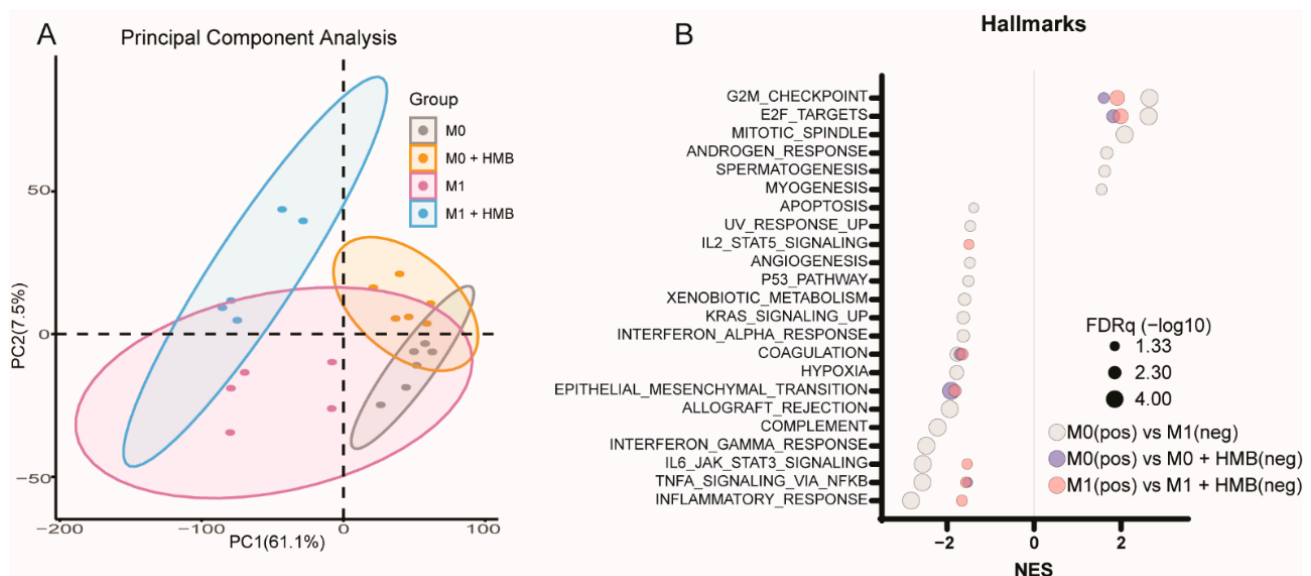 A
Principal Component Analysis
Group
M0
M0 + HMB
M1
M1 + HMB
PC2(7.5%)
50
0
−50
−200
−100
0
100
PC1(61.1%)
B
Hallmarks
G2M_CHECKPOINT
E2F_TARGETS
MITOTIC_SPINDLE
ANDROGEN_RESPONSE
SPERMATOGENESIS
MYOGENESIS
APOPTOSIS
UV_RESPONSE_UP
IL2_STAT5_SIGNALING
ANGIOGENESIS
P53_PATHWAY
XENOBIOTIC_METABOLISM
KRAS_SIGNALING_UP
INTERFERON_ALPHA_RESPONSE
COAGULATION
HYPOXIA
EPITHELIAL_MESENCHYMAL_TRANSITION
ALLOGRAFT_REJECTION
COMPLEMENT
INTERFERON_GAMMA_RESPONSE
IL6_JAK_STAT3_SIGNALING
TNFA_SIGNALING_VIA_NFKB
INFLAMMATORY_RESPONSE
FDRq (−log10)
1.33
2.30
4.00
M0(pos) vs M1(neg)
M0(pos) vs M0 + HMB(neg)
M1(pos) vs M1 + HMB(neg)
−2
0
2
NES